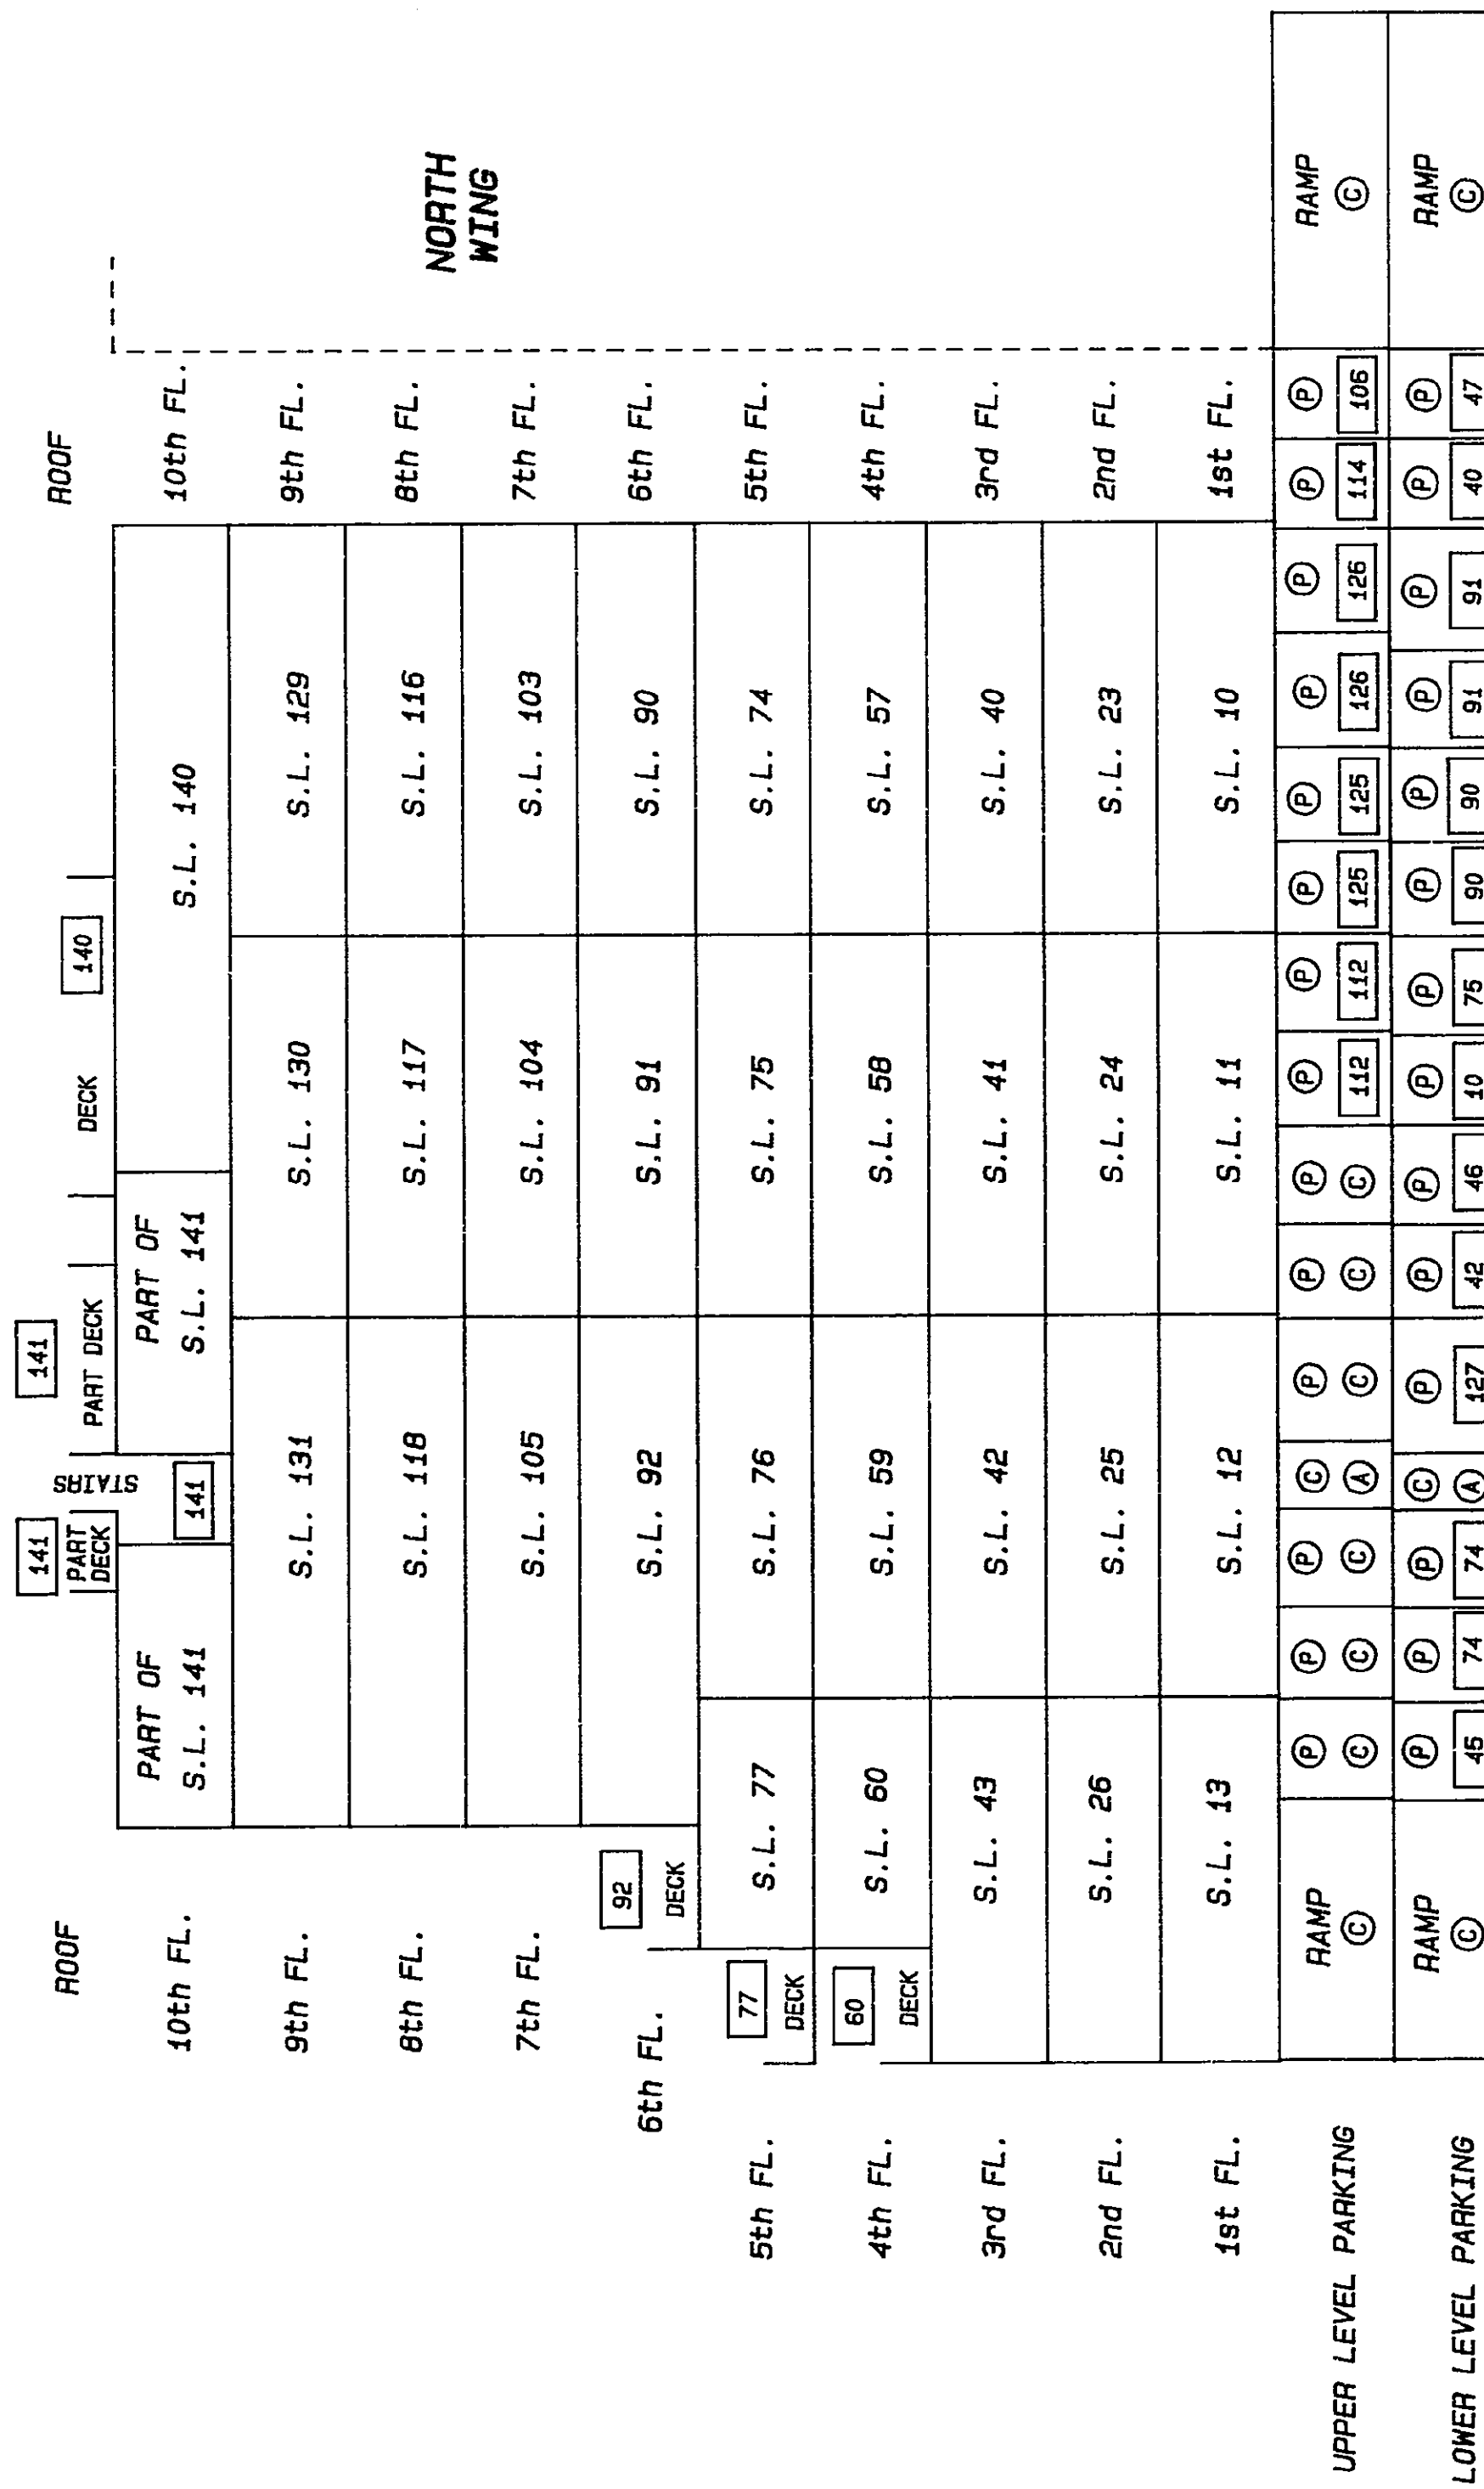 141 141
ROOF PART DECK STAIRS PART DECK DECK 140 ROOF
10th FL. PART OF S.L. 141 141 PART OF S.L. 141 S.L. 140 10th FL.
9th FL. S.L. 131 S.L. 130 S.L. 129 9th FL.
8th FL. S.L. 118 S.L. 117 S.L. 116 8th FL.
7th FL. S.L. 105 S.L. 104 S.L. 103 7th FL.
NORTH
WING
6th FL. 92 DECK S.L. 92 S.L. 91 S.L. 90 6th FL.
5th FL. 77 DECK S.L. 77 S.L. 76 S.L. 75 S.L. 74 5th FL.
4th FL. 60 DECK S.L. 60 S.L. 59 S.L. 58 S.L. 57 4th FL.
3rd FL. S.L. 43 S.L. 42 S.L. 41 S.L. 40 3rd FL.
2nd FL. S.L. 26 S.L. 25 S.L. 24 S.L. 23 2nd FL.
1st FL. S.L. 13 S.L. 12 S.L. 11 S.L. 10 1st FL.
RAMP P P P C P P P P P P P P P P P RAMP
UPPER LEVEL PARKING C C C C A C C C 112 112 125 125 126 126 114 106 C
RAMP P P P C P P P P P P P P P P P RAMP
LOWER LEVEL PARKING C 45 74 74 A 127 42 46 10 75 90 90 91 91 40 47 C